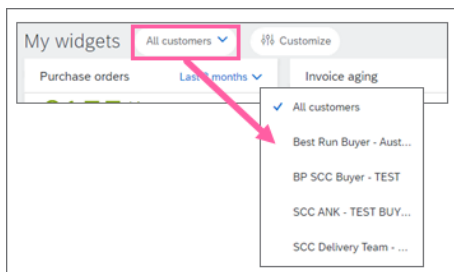 My widgets
All customers
Customize
Purchase orders
Last 3 months
Invoice aging
All customers
Best Run Buyer - Aust...
BP SCC Buyer - TEST
SCC ANK - TEST BUY...
SCC Delivery Team - ...